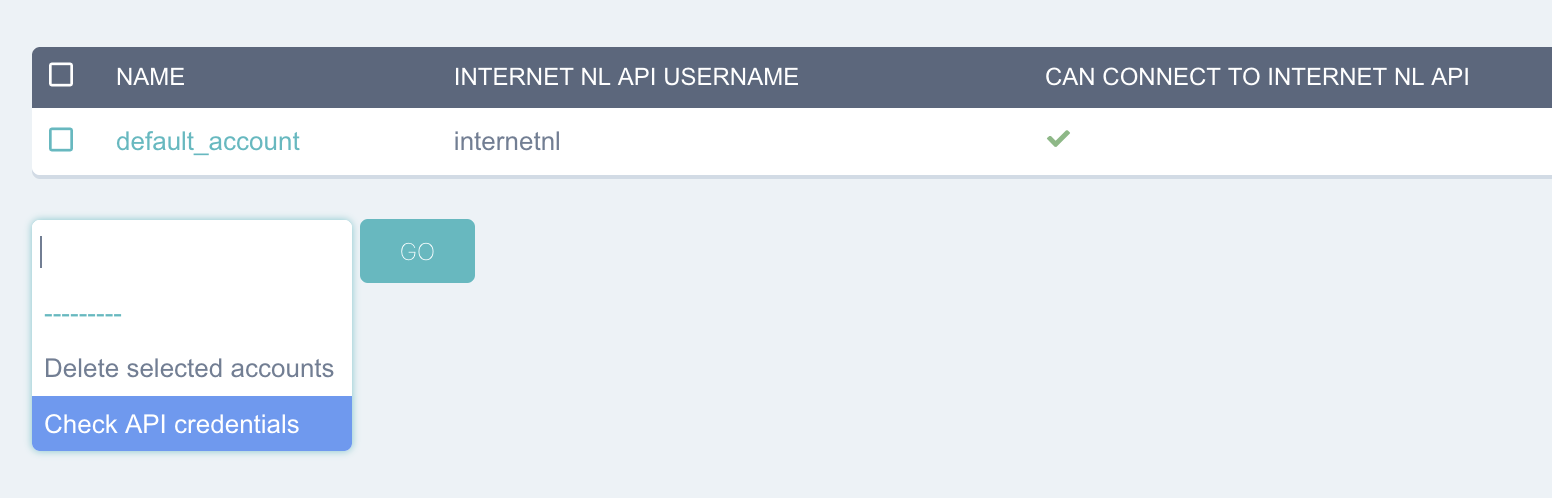 NAME INTERNET NL API USERNAME CAN CONNECT TO INTERNET NL API
default_account internetnl
GO
---------
Delete selected accounts
Check API credentials